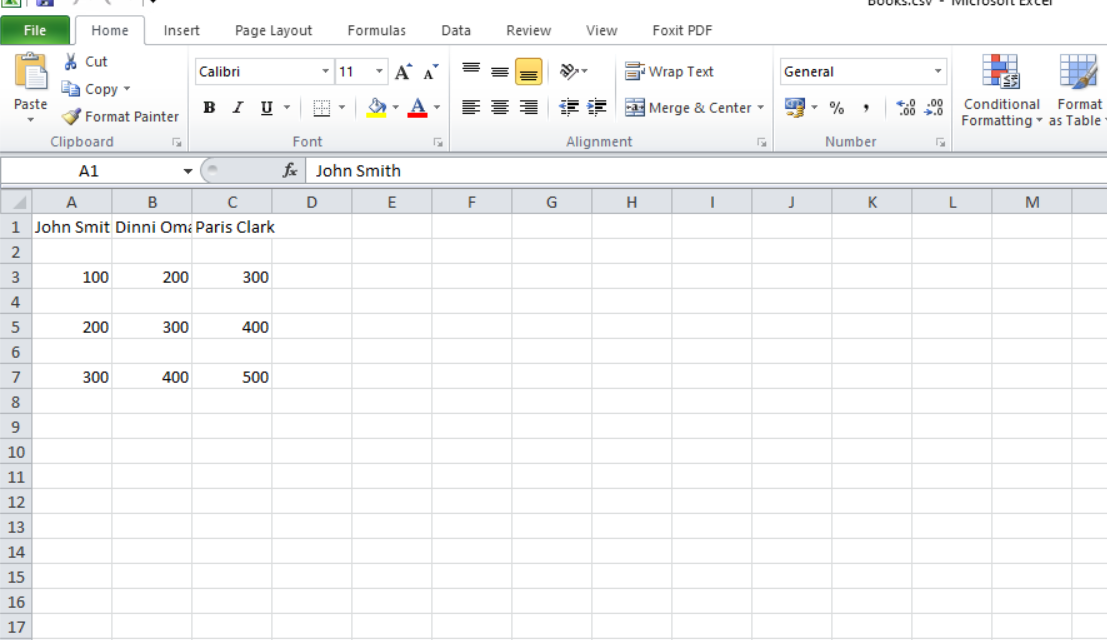 Books.csv - Microsoft Excel
File Home Insert Page Layout Formulas Data Review View Foxit PDF
Cut
Copy
Format Painter
Paste
Clipboard
Calibri 11 A A
B I U A
Font
Wrap Text
Merge & Center
Alignment
General
% , .0 .00 .00 .0
Number
Conditional Formatting
Format as Table
A1 fx John Smith
A B C D E F G H I J K L M
1 John Smit Dinni Oma Paris Clark
2
3 100 200 300
4
5 200 300 400
6
7 300 400 500
8
9
10
11
12
13
14
15
16
17